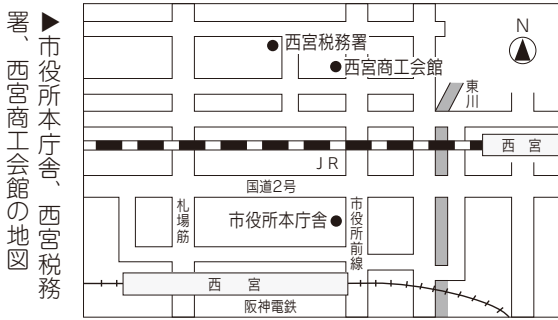 ▶市役所本庁舎、西宮税務
署、西宮商工会館の地図
西宮税務署
西宮商工会館
N
東川
西宮
JR
国道2号
札場筋
市役所本庁舎
市役所前線
西宮
阪神電鉄